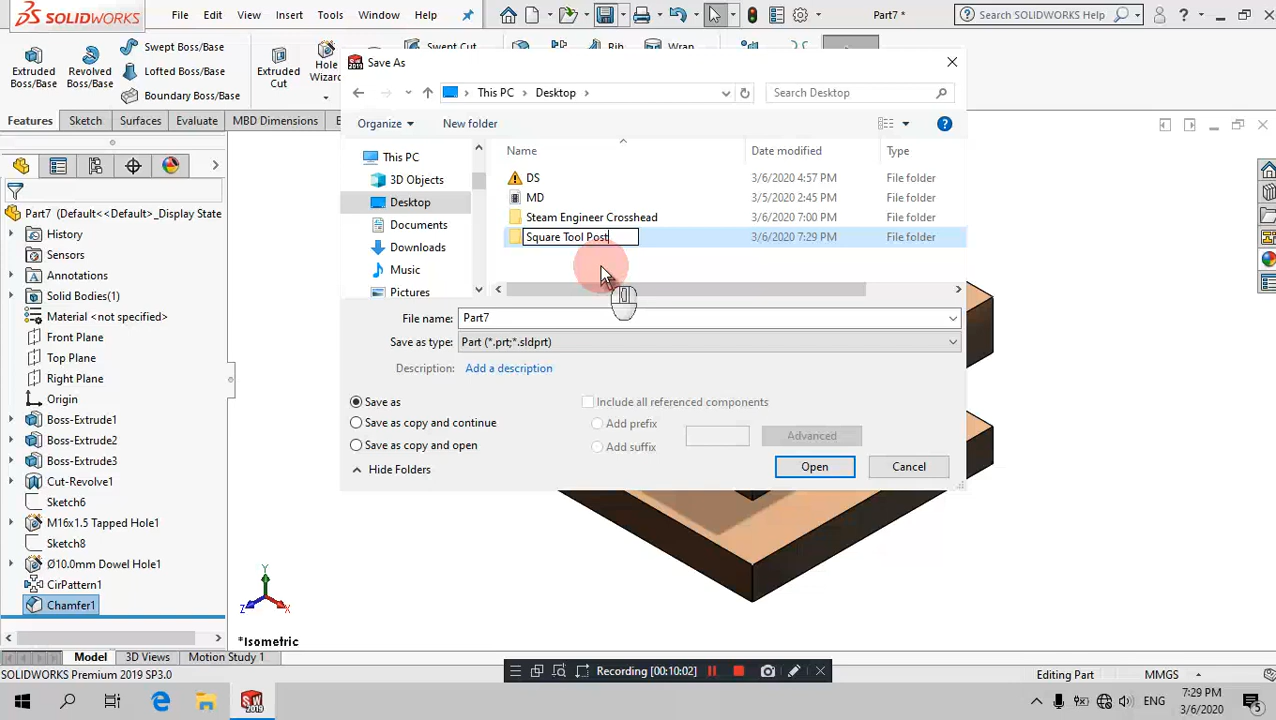 SOLIDWORKS File Edit View Insert Tools Window Help Part7 * Search SOLIDWORKS Help ?
Extruded Boss/Base
Revolved Boss/Base
Swept Boss/Base
Lofted Boss/Base
Boundary Boss/Base
Extruded Cut
Hole Wizard
Swept Cut
Rib
Wrap
Features Sketch Surfaces Evaluate MBD Dimensions
Part7 (Default<<Default>_Display State
History
Sensors
Annotations
Solid Bodies(1)
Material <not specified>
Front Plane
Top Plane
Right Plane
Origin
Boss-Extrude1
Boss-Extrude2
Boss-Extrude3
Cut-Revolve1
Sketch6
M16x1.5 Tapped Hole1
Sketch8
Ø10.0mm Dowel Hole1
CirPattern1
Chamfer1
Save As
This PC Desktop Search Desktop
Organize New folder
This PC
3D Objects
Desktop
Documents
Downloads
Music
Pictures
Name Date modified Type
DS 3/6/2020 4:57 PM File folder
MD 3/5/2020 2:45 PM File folder
Steam Engineer Crosshead 3/6/2020 7:00 PM File folder
Square Tool Post 3/6/2020 7:29 PM File folder
File name: Part7
Save as type: Part (*.prt;*.sldprt)
Description: Add a description
Save as
Save as copy and continue
Save as copy and open
Include all referenced components
Add prefix
Add suffix
Advanced
Hide Folders
Open Cancel
Y
Z X
*Isometric
Model 3D Views Motion Study 1
SOLIDWORKS Premium 2019 SP3.0
Recording [00:10:02]
Editing Part MMGS
SW 2019
ENG 7:29 PM
3/6/2020
5